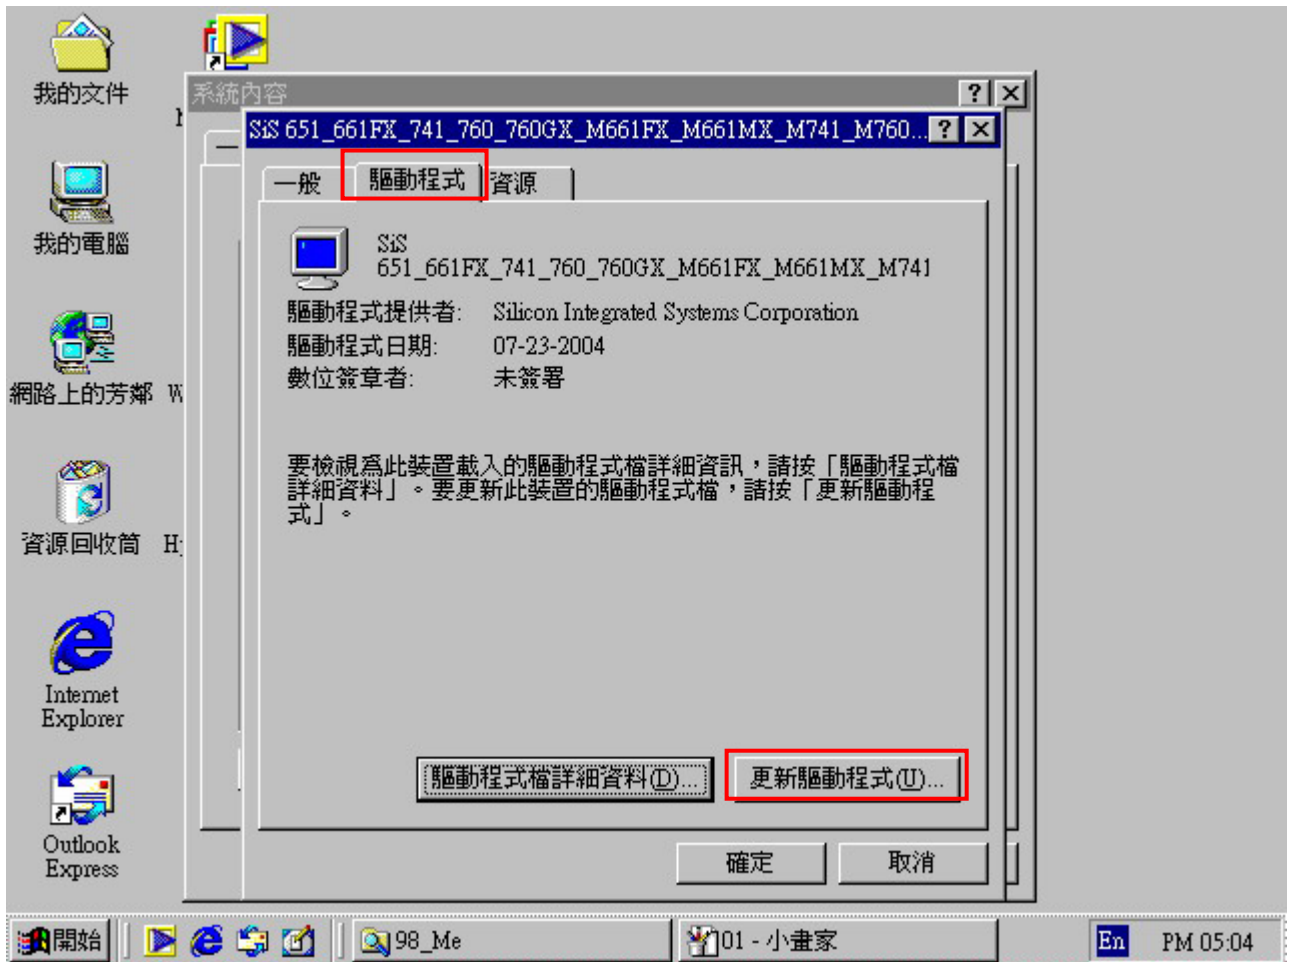 我的文件
我的電腦
網路上的芳鄰
資源回收筒
Internet
Explorer
Outlook
Express
系統內容
SiS 651_661FX_741_760_760GX_M661FX_M661MX_M741_M760...
一般
驅動程式
資源
SiS
651_661FX_741_760_760GX_M661FX_M661MX_M741
驅動程式提供者: Silicon Integrated Systems Corporation
驅動程式日期: 07-23-2004
數位簽章者: 未簽署
要檢視為此裝置載入的驅動程式檔詳細資訊，請按「驅動程式檔
詳細資料」。要更新此裝置的驅動程式檔，請按「更新驅動程
式」。
驅動程式檔詳細資料(D)...
更新驅動程式(U)...
確定
取消
開始
98_Me
01 - 小畫家
En
PM 05:04